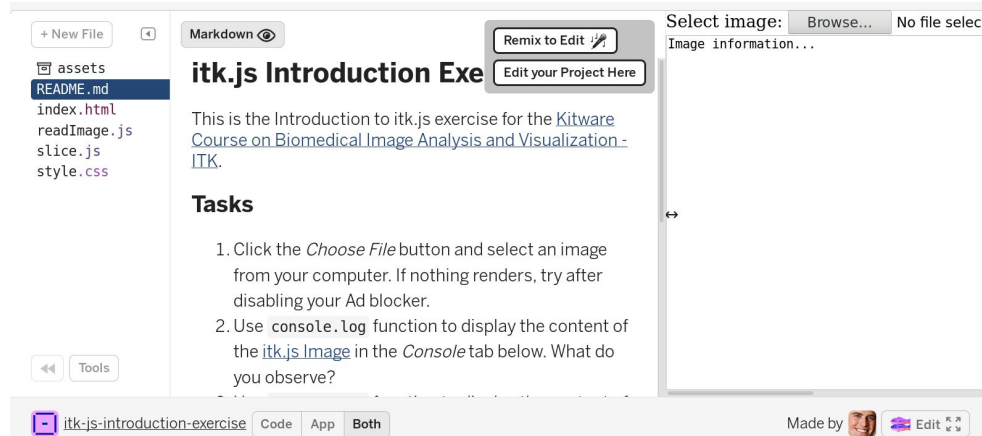 + New File
assets
README.md
index.html
readImage.js
slice.js
style.css
Tools
Markdown
Remix to Edit
Edit your Project Here
itk.js Introduction Exe
This is the Introduction to itk.js exercise for the Kitware
Course on Biomedical Image Analysis and Visualization -
ITK.
Tasks
1. Click the Choose File button and select an image
from your computer. If nothing renders, try after
disabling your Ad blocker.
2. Use console.log function to display the content of
the itk.js Image in the Console tab below. What do
you observe?
Select image: Browse... No file selec
Image information...
itk-js-introduction-exercise Code App Both
Made by
Edit